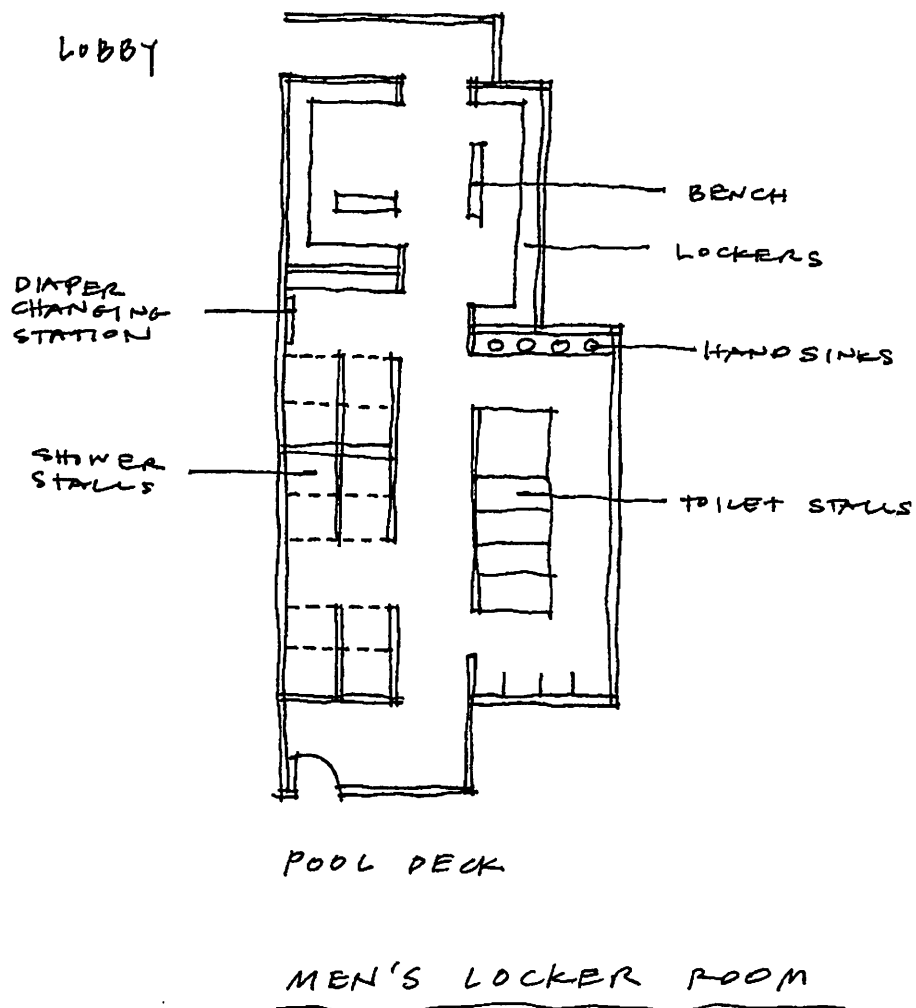 LOBBY
BENCH
LOCKERS
DIAPER
CHANGING
STATION
HANDSINKS
SHOWER
STALLS
TOILET STALLS
POOL DECK
MEN'S LOCKER ROOM